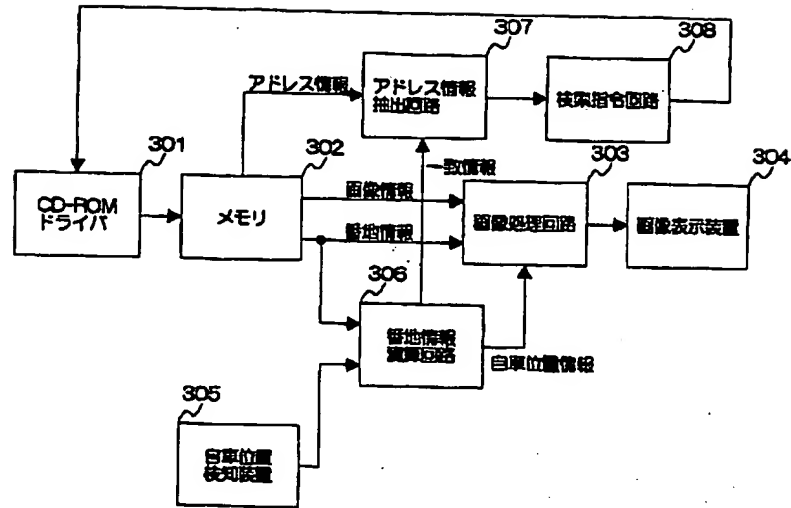 307
308
アドレス情報
アドレス情報
抽出回路
検索指令回路
301
302
一致情報
303
304
CD-ROM
ドライバ
メモリ
画像情報
番地情報
画像処理回路
画像表示装置
306
番地情報
演算回路
自車位置情報
305
自車位置
検知装置